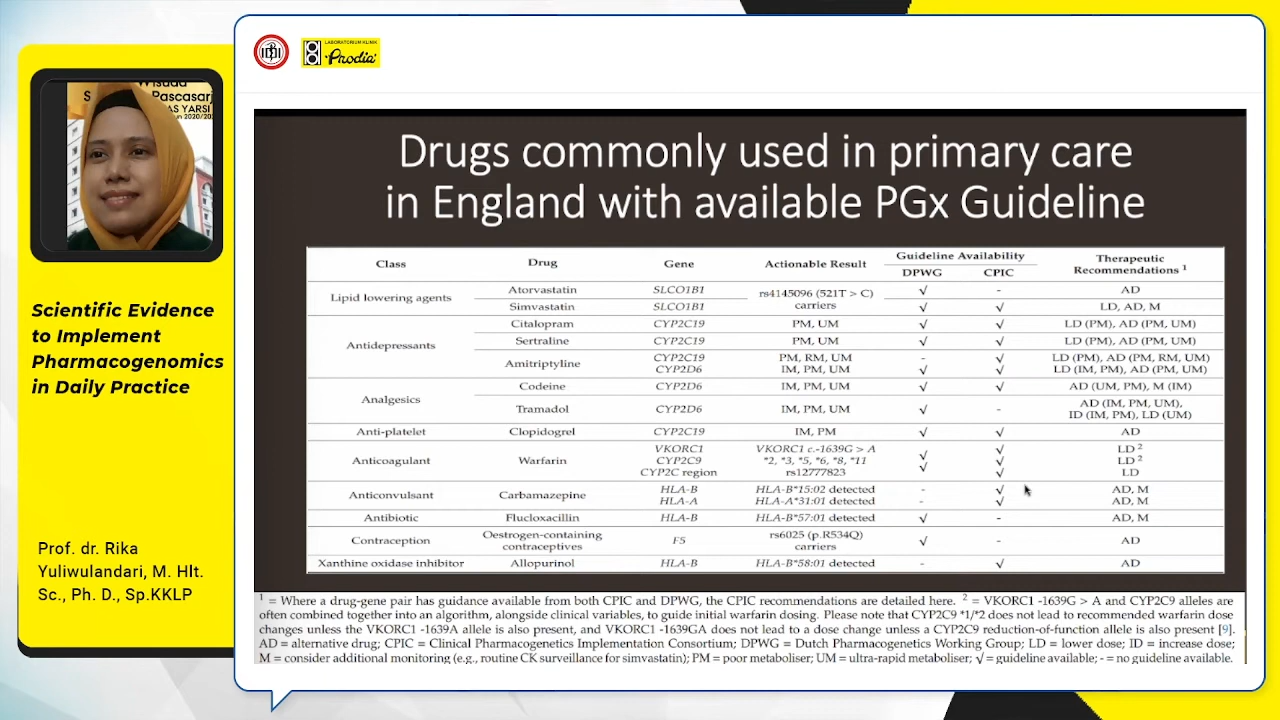 Wisuda
S Pascasarj
AS YARSI
un 2020/202
Scientific Evidence
to Implement
Pharmacogenomics
in Daily Practice
Prof. dr. Rika
Yuliwulandari, M. Hlt.
Sc., Ph. D., Sp.KKLP
IDI
LABORATORIUM KLINIK
Prodia
Drugs commonly used in primary care
in England with available PGx Guideline
Class Drug Gene Actionable Result Guideline Availability Therapeutic Recommendations 1
DPWG CPIC
Lipid lowering agents Atorvastatin SLCO1B1 rs4145096 (521T > C) carriers √ - AD
Simvastatin SLCO1B1 √ √ LD, AD, M
Antidepressants Citalopram CYP2C19 PM, UM √ √ LD (PM), AD (PM, UM)
Sertraline CYP2C19 PM, UM √ √ LD (PM), AD (PM, UM)
Amitriptyline CYP2C19 PM, RM, UM - √ LD (PM), AD (PM, RM, UM)
CYP2D6 IM, PM, UM √ √ LD (IM, PM), AD (PM, UM)
Analgesics Codeine CYP2D6 IM, PM, UM √ √ AD (UM, PM), M (IM)
Tramadol CYP2D6 IM, PM, UM √ - AD (IM, PM, UM), ID (IM, PM), LD (UM)
Anti-platelet Clopidogrel CYP2C19 IM, PM √ √ AD
Anticoagulant Warfarin VKORC1 VKORC1 c.-1639G > A √ √ LD 2
CYP2C9 *2, *3, *5, *6, *8, *11 √ √ LD 2
CYP2C region rs12777823 √ LD
Anticonvulsant Carbamazepine HLA-B HLA-B*15:02 detected - √ AD, M
HLA-A HLA-A*31:01 detected - √ AD, M
Antibiotic Flucloxacillin HLA-B HLA-B*57:01 detected √ - AD, M
Contraception Oestrogen-containing contraceptives F5 rs6025 (p.R534Q) carriers √ - AD
Xanthine oxidase inhibitor Allopurinol HLA-B HLA-B*58:01 detected - √ AD
1 = Where a drug-gene pair has guidance available from both CPIC and DPWG, the CPIC recommendations are detailed here. 2 = VKORC1 -1639G > A and CYP2C9 alleles are
often combined together into an algorithm, alongside clinical variables, to guide initial warfarin dosing. Please note that CYP2C9 *1/*2 does not lead to recommended warfarin dose
changes unless the VKORC1 -1639A allele is also present, and VKORC1 -1639GA does not lead to a dose change unless a CYP2C9 reduction-of-function allele is also present [9].
AD = alternative drug; CPIC = Clinical Pharmacogenetics Implementation Consortium; DPWG = Dutch Pharmacogenetics Working Group; LD = lower dose; ID = increase dose;
M = consider additional monitoring (e.g., routine CK surveillance for simvastatin); PM = poor metaboliser; UM = ultra-rapid metaboliser; √ = guideline available; - = no guideline available.